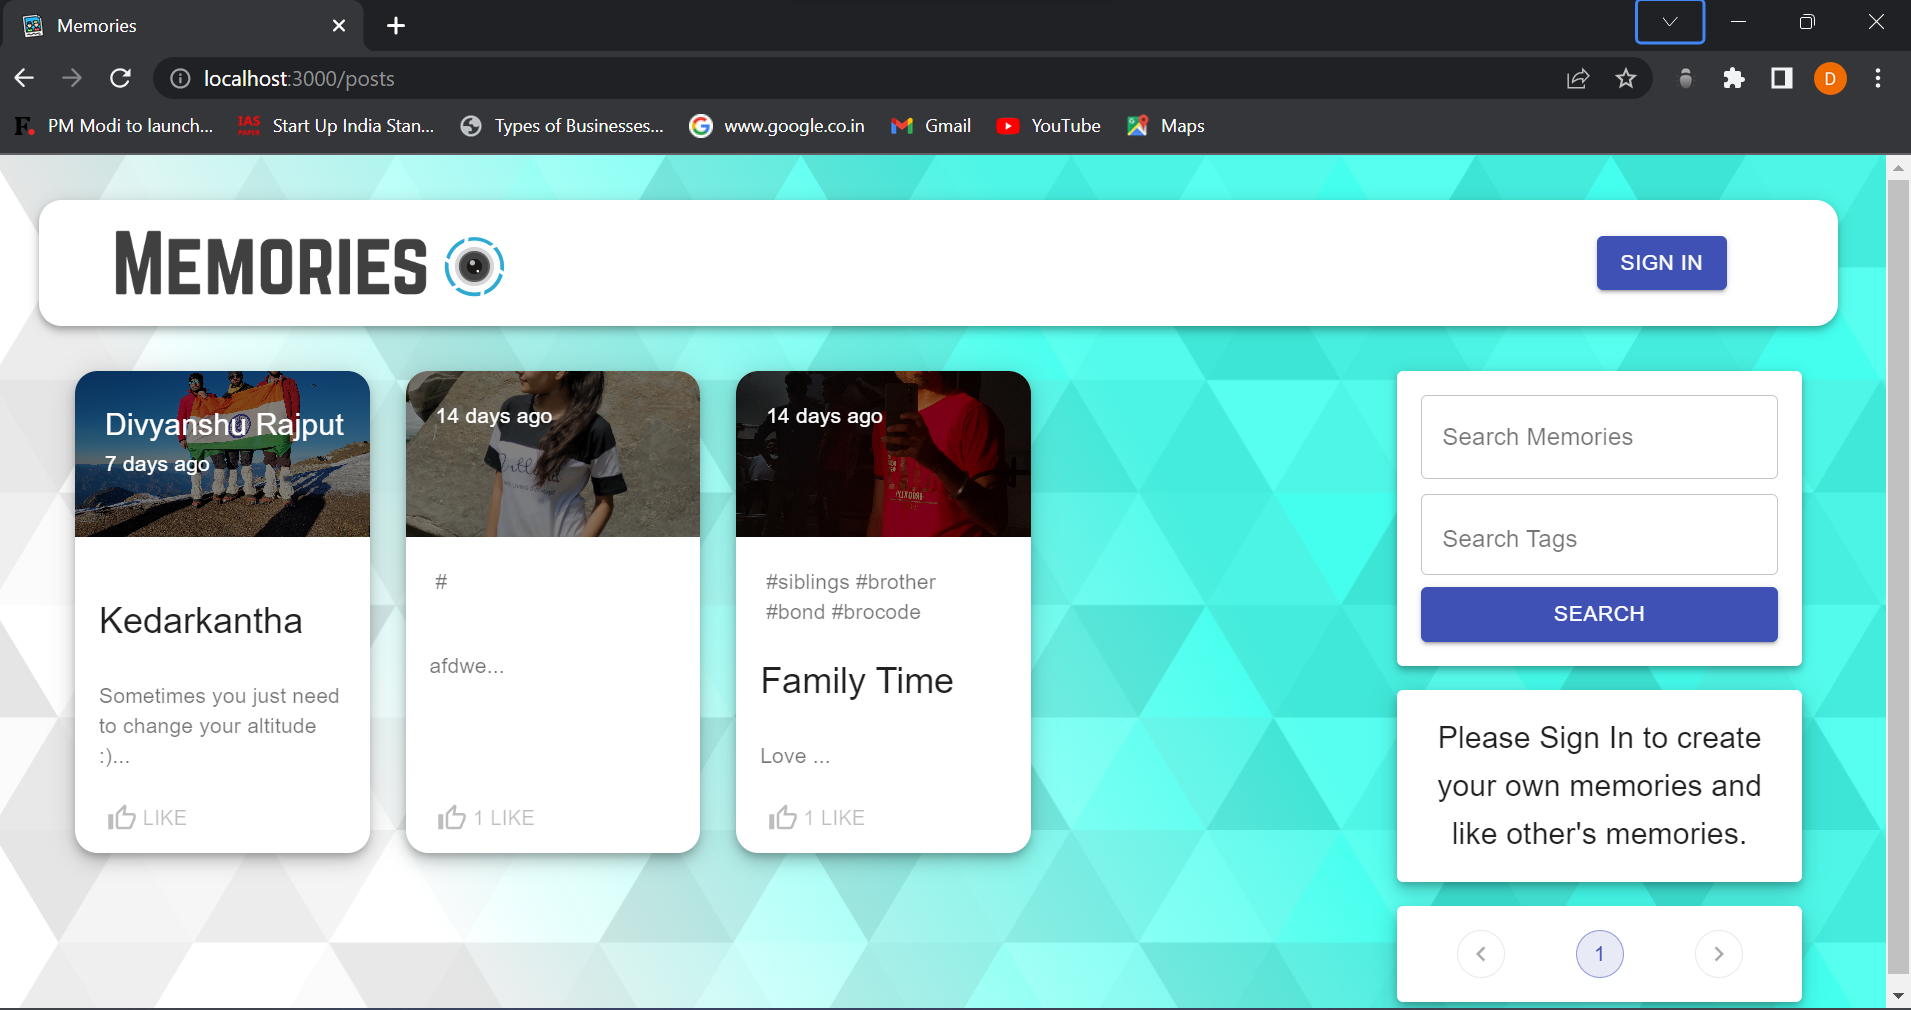 Memories
localhost:3000/posts
PM Modi to launch...
IAS PAPER
Start Up India Stan...
Types of Businesses...
www.google.co.in
Gmail
YouTube
Maps
D
MEMORIES
SIGN IN
Divyanshu Rajput
7 days ago
Kedarkantha
Sometimes you just need
to change your altitude
:)...
LIKE
14 days ago
#
afdwe...
1 LIKE
14 days ago
#siblings #brother
#bond #brocode
Family Time
Love ...
1 LIKE
Search Memories
Search Tags
SEARCH
Please Sign In to create
your own memories and
like other's memories.
1